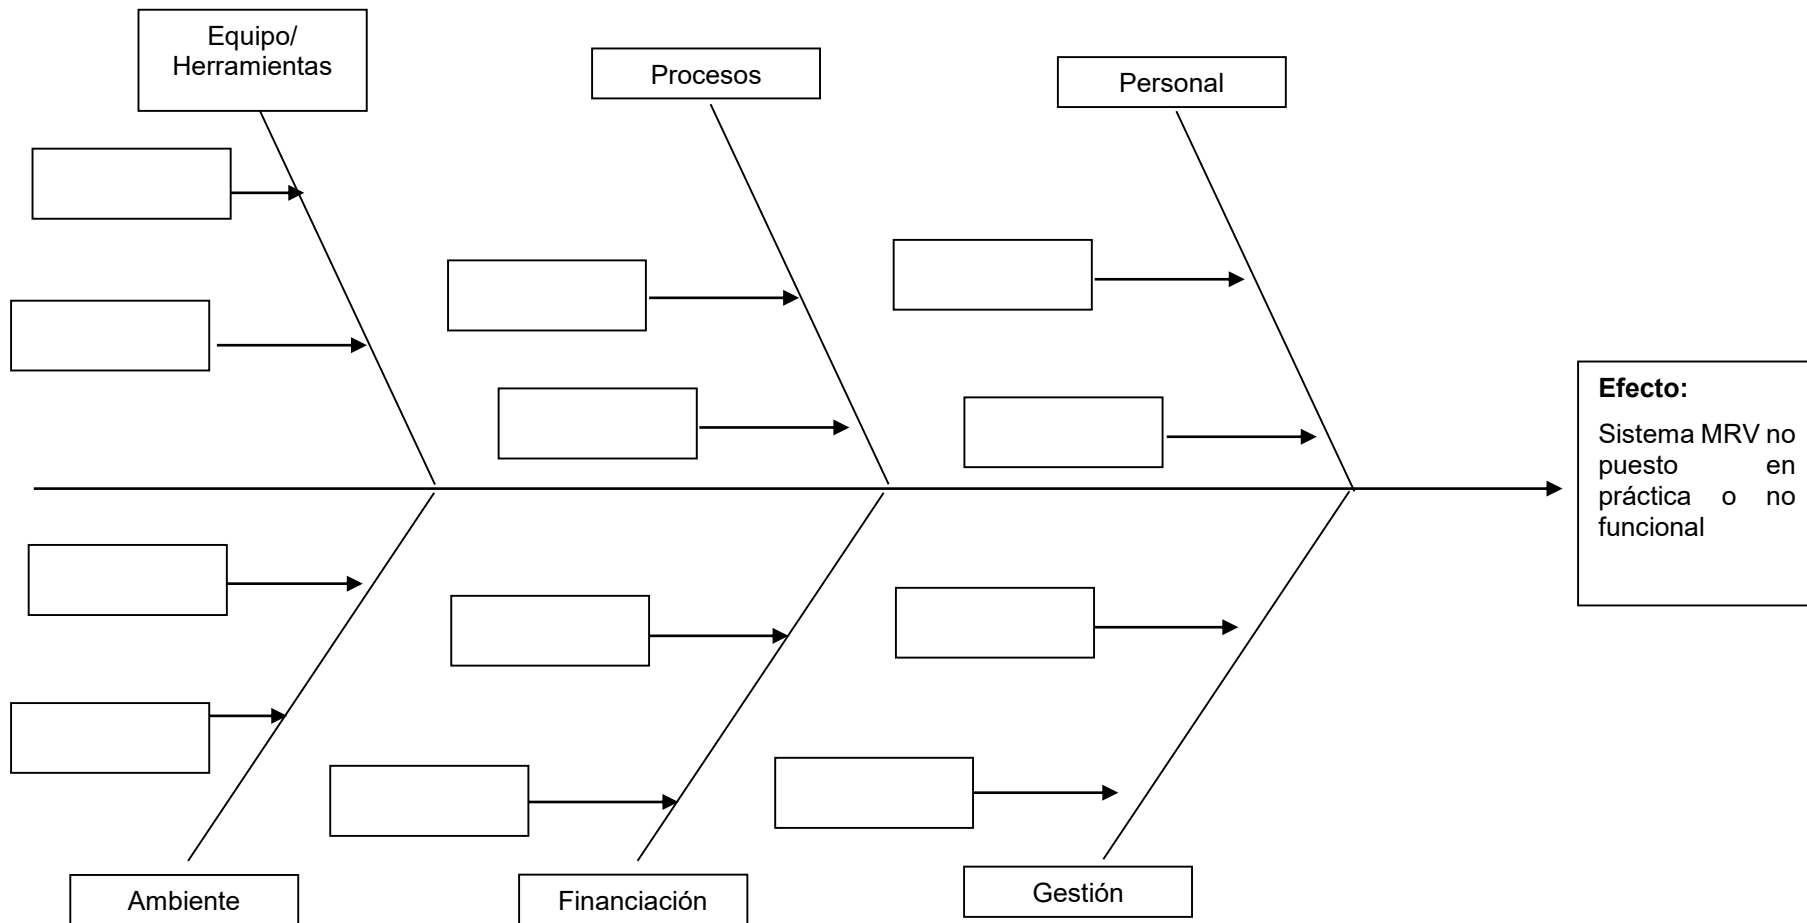 Equipo/
Herramientas
Procesos
Personal
Efecto:
Sistema MRV no
puesto en
práctica o no
funcional
Ambiente
Financiación
Gestión